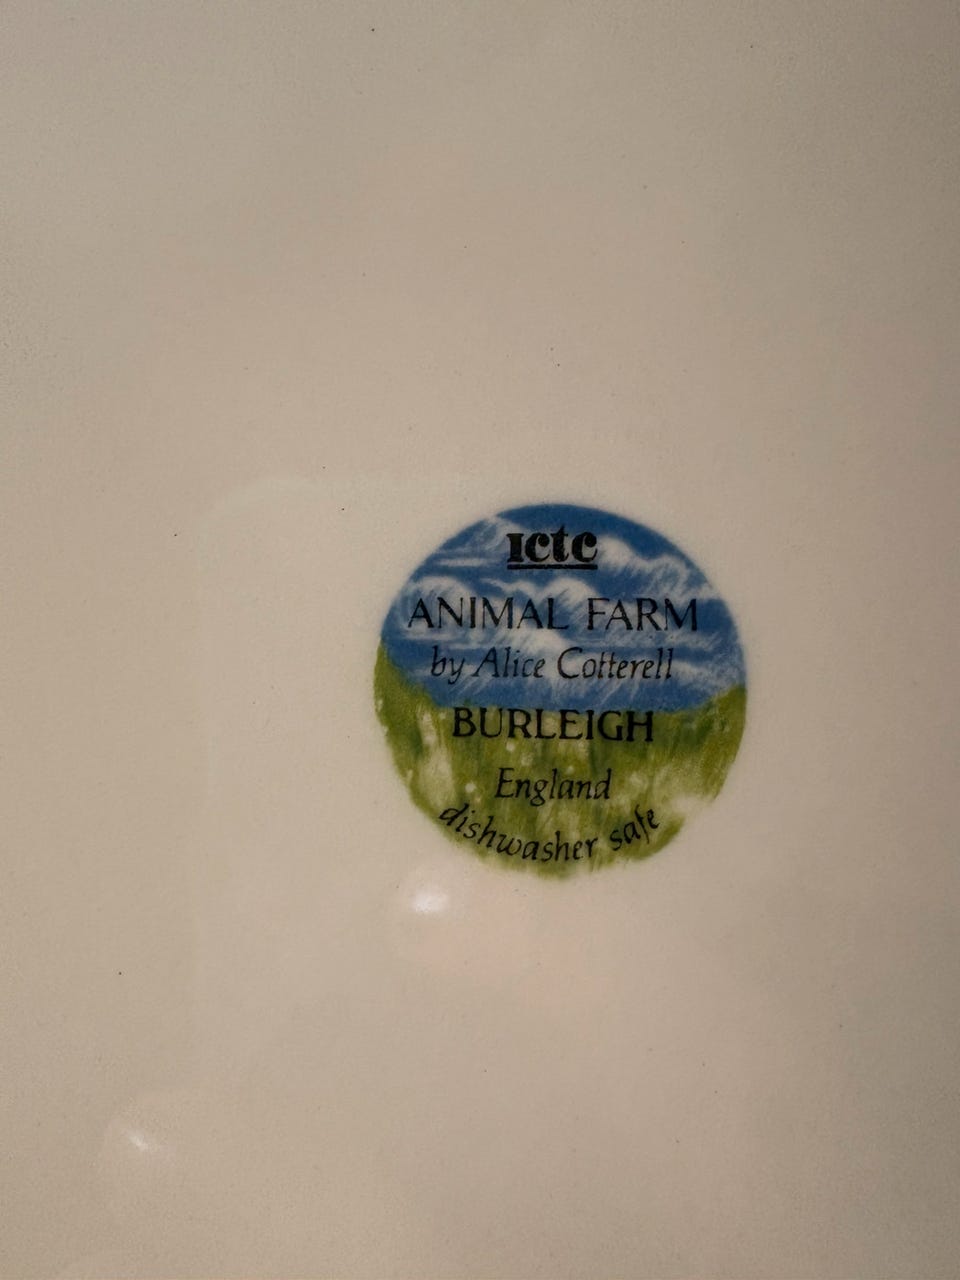 ictc
ANIMAL FARM
by Alice Cotterell
BURLEIGH
England
dishwasher safe